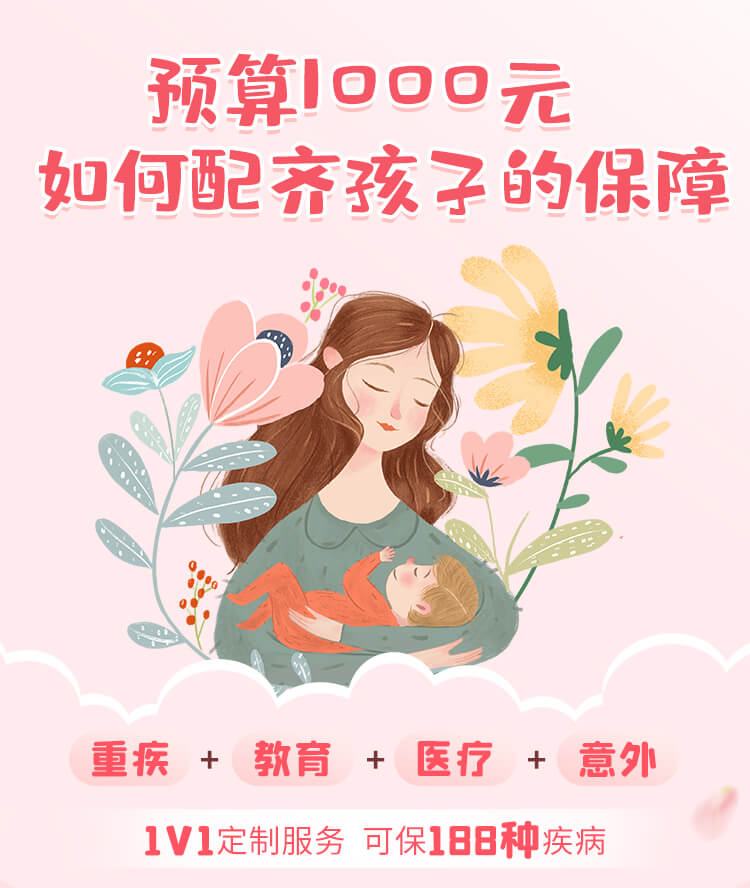 预算1000元
如何配齐孩子的保障
重疾 + 教育 + 医疗 + 意外
1V1定制服务 可保188种疾病